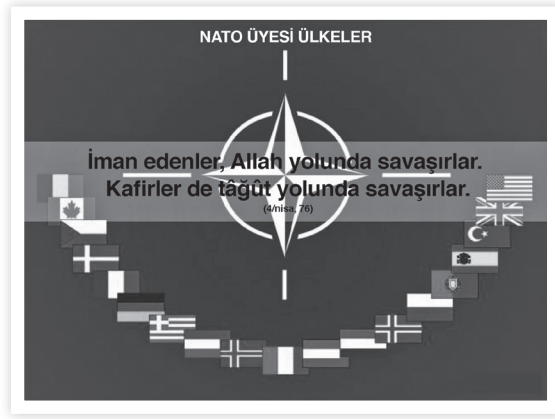 NATO ÜYESİ ÜLKELER
İman edenler, Allah yolunda savaşırlar.
Kafirler de tâğût yolunda savaşırlar.
(4/nisa, 76)